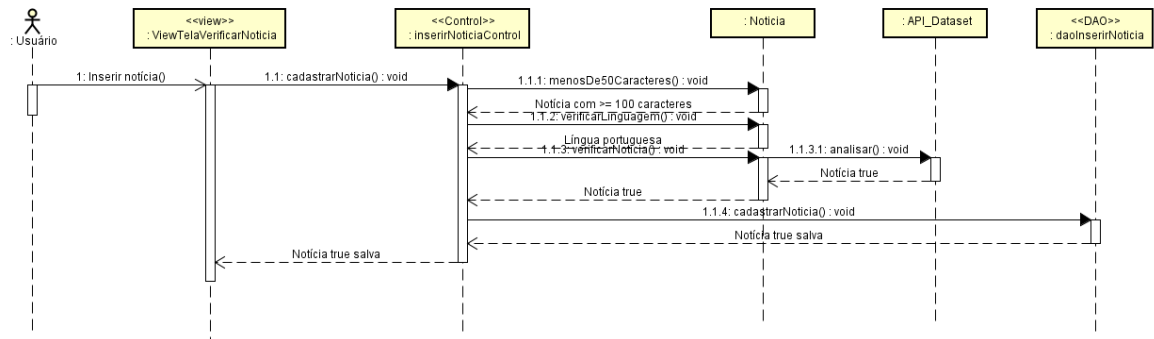 <<view>>
: ViewTelaVerificarNoticia
<<Control>>
: inserirNoticiaControl
: Noticia
: API_Dataset
<<DAO>>
: daoInserirNoticia
: Usuário
1: Inserir notícia()
1.1: cadastrarNoticia() : void
1.1.1: menosDe50Caracteres() : void
Notícia com >= 100 caracteres
1.1.2: verificarLinguagem() : void
Língua portuguesa
1.1.3: verificarNoticia() : void
1.1.3.1: analisar() : void
Notícia true
Notícia true
1.1.4: cadastrarNoticia() : void
Notícia true salva
Notícia true salva